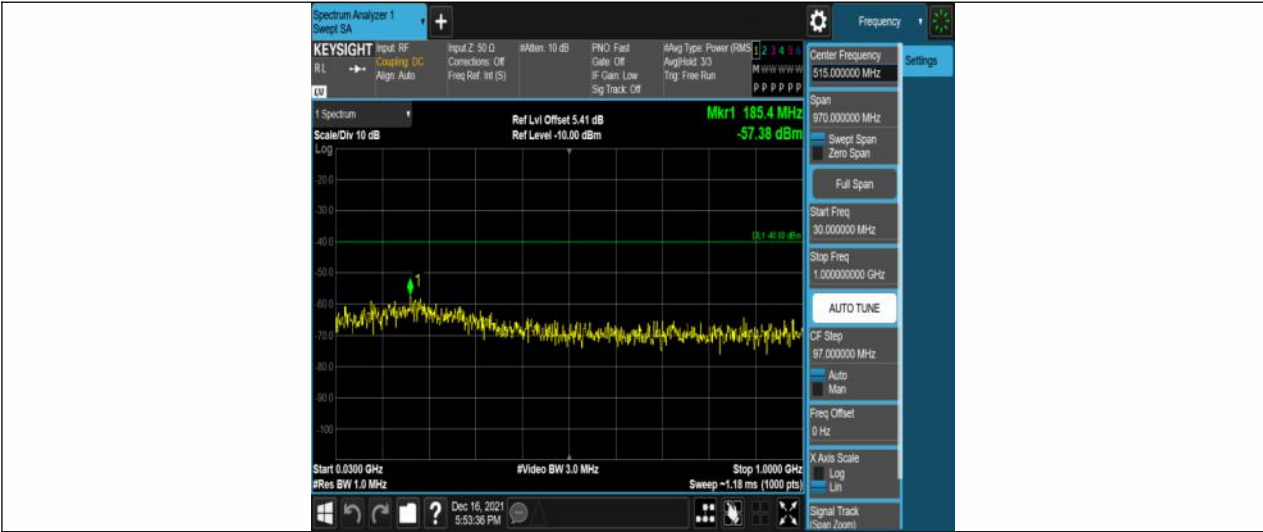 Spectrum Analyzer 1
Swept SA
+
Frequency
KEYSIGHT
RL
LV
Input: RF
Coupling: DC
Align: Auto
Input Z: 50 Ω
Corrections: Off
Freq Ref: Int (S)
#Atten: 10 dB
PNO: Fast
Gate: Off
IF Gain: Low
Sig Track: Off
#Avg Type: Power (RMS
Avg|Hold: 3/3
Trig: Free Run
1 2 3 4 5 6
M W W W W W
P P P P P P
1 Spectrum
Scale/Div 10 dB
Log
Ref Lvl Offset 5.41 dB
Ref Level -10.00 dBm
Mkr1 185.4 MHz
-57.38 dBm
-20.0
-30.0
-40.0
-50.0
-60.0
-70.0
-80.0
-90.0
-100
1
Start 0.0300 GHz
#Res BW 1.0 MHz
#Video BW 3.0 MHz
Stop 1.0000 GHz
Sweep ~1.18 ms (1000 pts)
Dec 16, 2021
5:53:36 PM
?
Center Frequency
515.000000 MHz
Settings
Span
970.000000 MHz
Swept Span
Zero Span
Full Span
Start Freq
30.000000 MHz
Stop Freq
1.000000000 GHz
AUTO TUNE
CF Step
97.000000 MHz
Auto
Man
Freq Offset
0 Hz
X Axis Scale
Log
Lin
Signal Track
(Span Zoom)